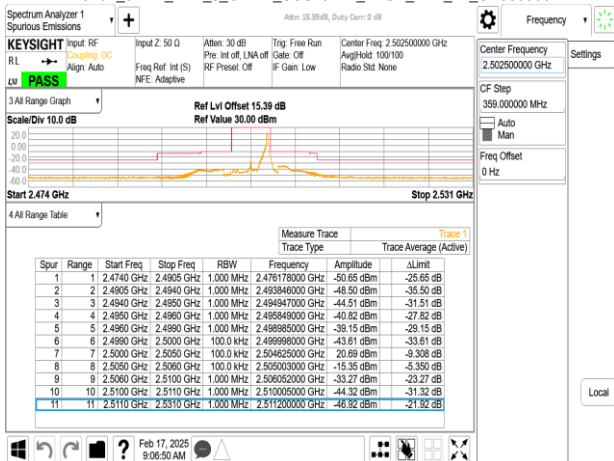 Spectrum Analyzer 1
Spurious Emissions
Attn: 15.39dB, Duty Corr: 0 dB
Frequency
KEYSIGHT
RL
LXI PASS
Input: RF
Coupling: DC
Align: Auto
Input Z: 50 Ω
Freq Ref: Int (S)
NFE: Adaptive
Atten: 30 dB
Pre: Int off, LNA off
RF Preset: Off
Trig: Free Run
Gate: Off
IF Gain: Low
Center Freq: 2.502500000 GHz
Avg|Hold: 100/100
Radio Std: None
Center Frequency
2.502500000 GHz
CF Step
359.000000 MHz
Auto
Man
Freq Offset
0 Hz
Settings
Local
3 All Range Graph
Scale/Div 10.0 dB
Ref Lvl Offset 15.39 dB
Ref Value 30.00 dBm
20.0
0.00
-20.0
-40.0
-60.0
Start 2.474 GHz Stop 2.531 GHz
4 All Range Table
Measure Trace Trace 1
Trace Type Trace Average (Active)
Spur Range Start Freq Stop Freq RBW Frequency Amplitude ΔLimit
1 1 2.4740 GHz 2.4905 GHz 1.000 MHz 2.476178000 GHz -50.65 dBm -25.65 dB
2 2 2.4905 GHz 2.4940 GHz 1.000 MHz 2.493846000 GHz -48.50 dBm -35.50 dB
3 3 2.4940 GHz 2.4950 GHz 1.000 MHz 2.494947000 GHz -44.51 dBm -31.51 dB
4 4 2.4950 GHz 2.4960 GHz 1.000 MHz 2.495849000 GHz -40.82 dBm -27.82 dB
5 5 2.4960 GHz 2.4990 GHz 1.000 MHz 2.498985000 GHz -39.15 dBm -29.15 dB
6 6 2.4990 GHz 2.5000 GHz 100.0 kHz 2.499998000 GHz -43.61 dBm -33.61 dB
7 7 2.5000 GHz 2.5050 GHz 100.0 kHz 2.504625000 GHz 20.69 dBm -9.308 dB
8 8 2.5050 GHz 2.5060 GHz 100.0 kHz 2.505003000 GHz -15.35 dBm -5.350 dB
9 9 2.5060 GHz 2.5100 GHz 1.000 MHz 2.506052000 GHz -33.27 dBm -23.27 dB
10 10 2.5100 GHz 2.5110 GHz 1.000 MHz 2.510005000 GHz -44.32 dBm -31.32 dB
11 11 2.5110 GHz 2.5310 GHz 1.000 MHz 2.511200000 GHz -46.92 dBm -21.92 dB
Feb 17, 2025
9:06:50 AM